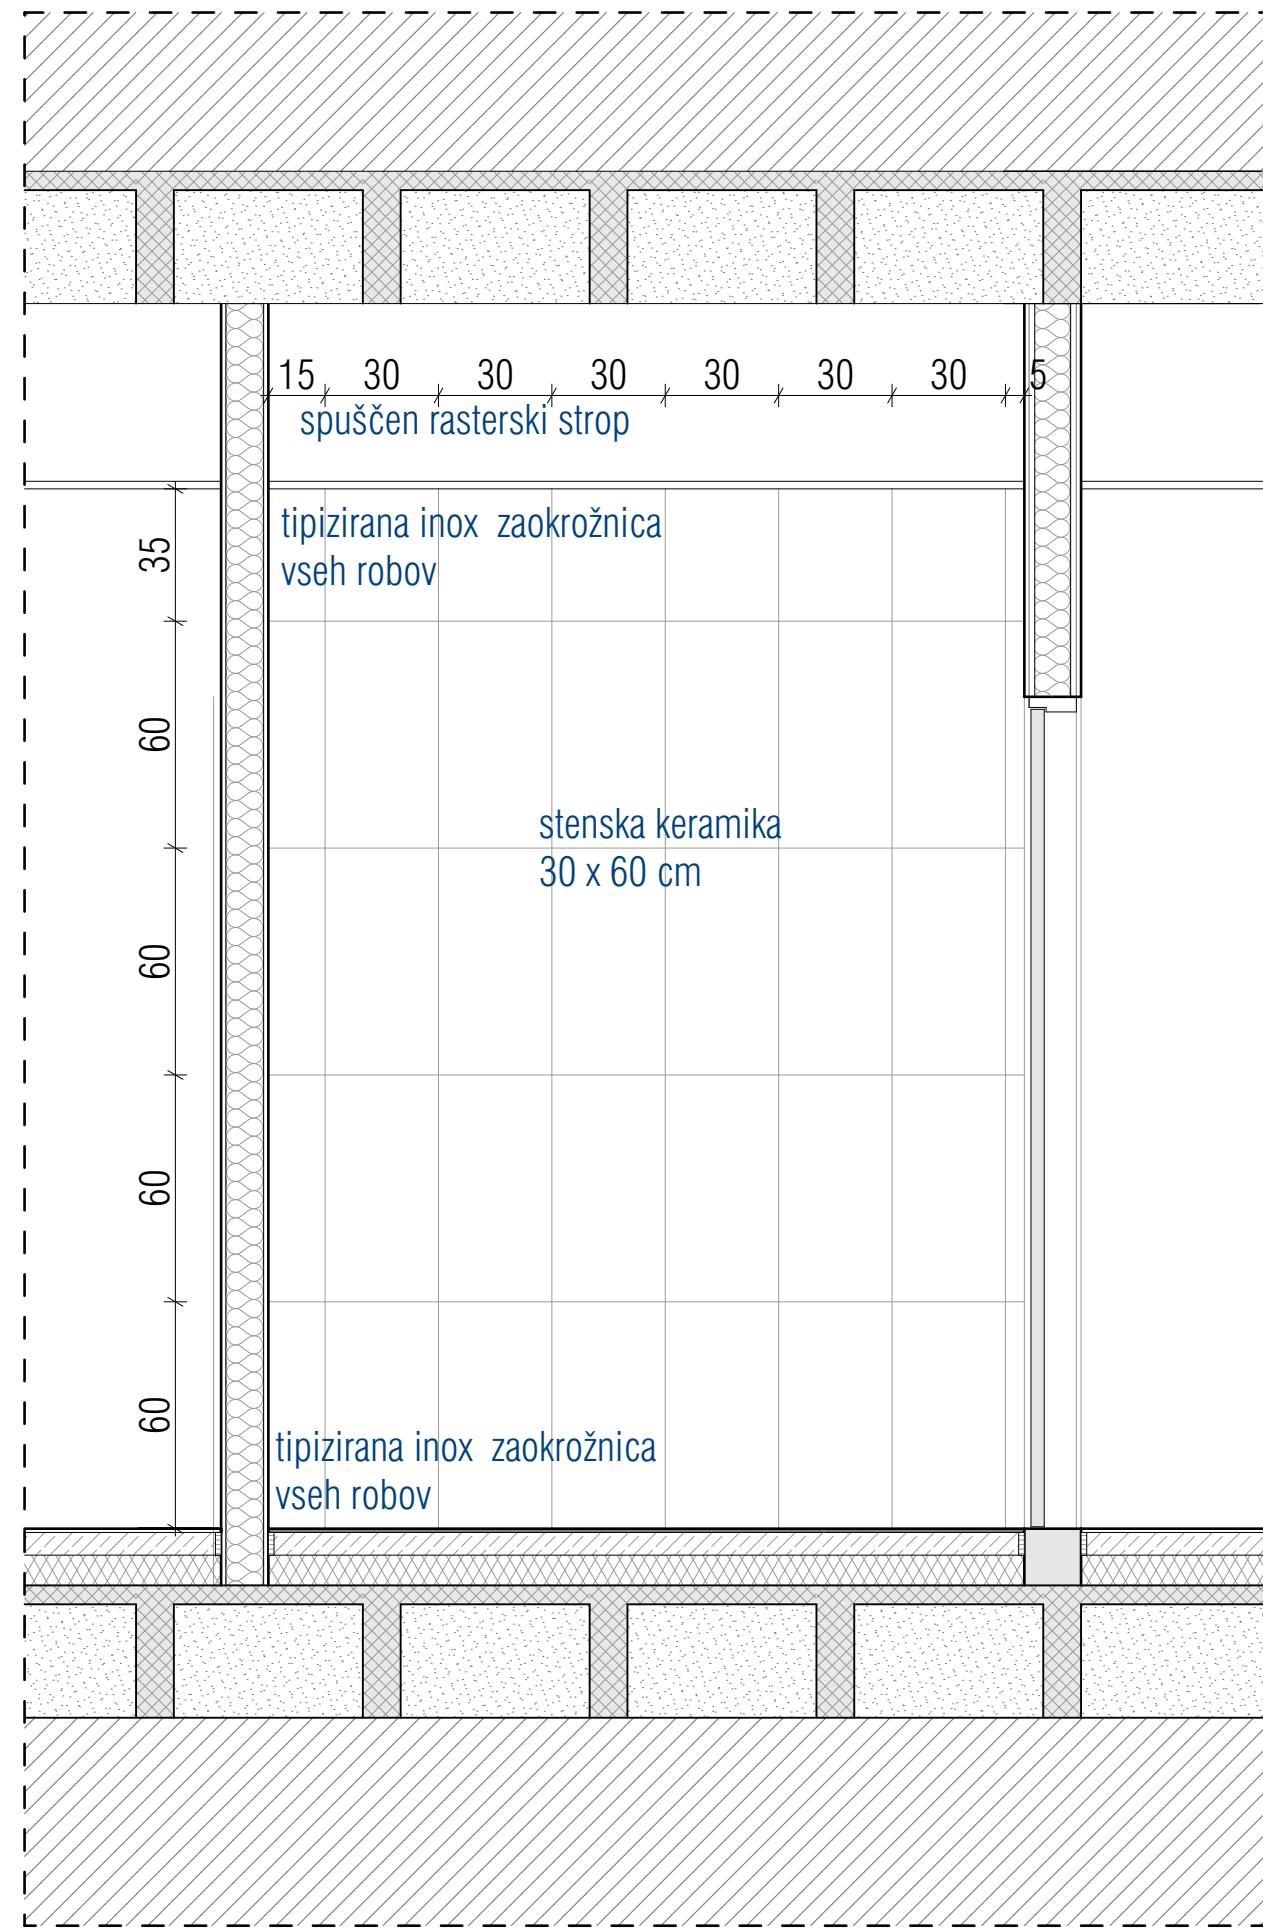 15 30 30 30 30 30 30 5
spuščen rasterski strop
tipizirana inox zaokrožnica
vseh robov
35
60
stenska keramika
30 x 60 cm
60
60
60
tipizirana inox zaokrožnica
vseh robov